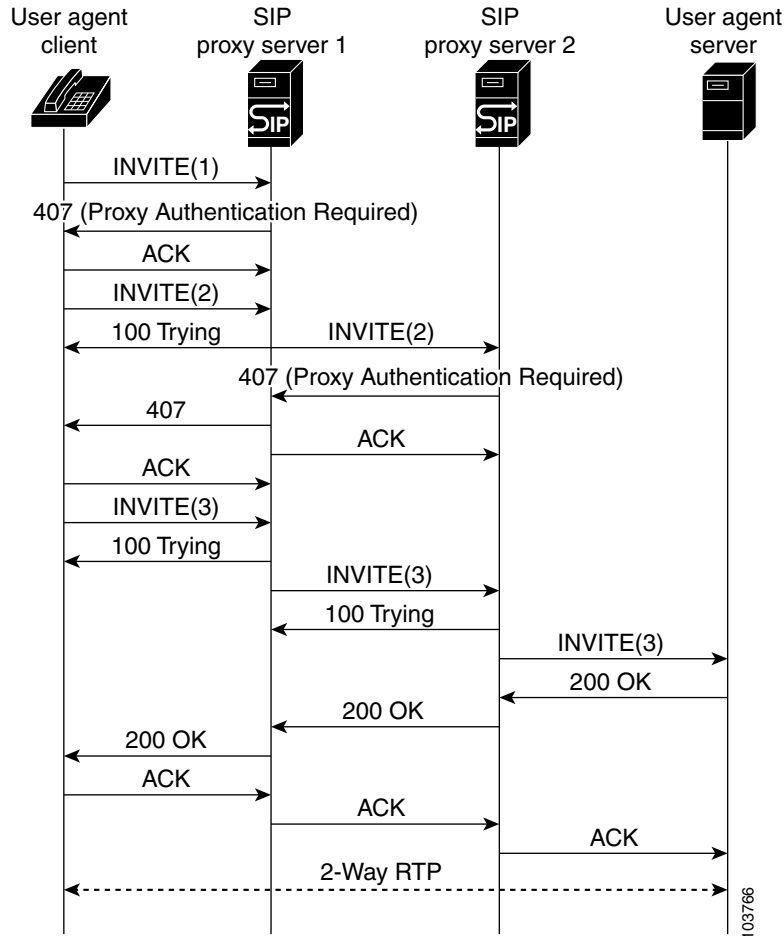 User agent
client
SIP
proxy server 1
SIP
proxy server 2
User agent
server
SIP
SIP
INVITE(1)
407 (Proxy Authentication Required)
ACK
INVITE(2)
100 Trying
INVITE(2)
407 (Proxy Authentication Required)
407
ACK
ACK
INVITE(3)
100 Trying
INVITE(3)
100 Trying
INVITE(3)
200 OK
200 OK
200 OK
ACK
ACK
ACK
2-Way RTP
103766